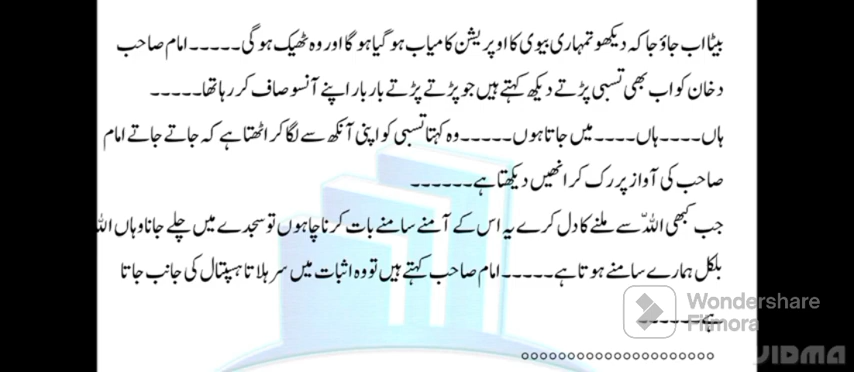 بیٹا اب جاؤ جا کہ دیکھو تمہاری بیوی کا اوپریشن کامیاب ہو گیا ہو گا اور وہ ٹھیک ہو گی۔۔۔۔۔ امام صاحب
دخان کو اب بھی تسبی پڑتے دیکھ کہتے ہیں جو پڑتے پڑتے بار بار اپنے آنسو صاف کر رہا تھا۔۔۔۔۔
ہاں۔۔۔۔ ہاں۔۔۔۔ میں جاتا ہوں۔۔۔۔۔ وہ کہتا تسبی کو اپنی آنکھ سے لگا کر اٹھتا ہے کہ جاتے جاتے امام
صاحب کی آواز پر رک کر انھیں دیکھتا ہے۔۔۔۔۔۔
جب کبھی اللہ سے ملنے کا دل کرے یہ اس کے آمنے سامنے بات کرنا چاہوں تو سجدے میں چلے جانا وہاں اللہ
بلکل ہمارے سامنے ہوتا ہے۔۔۔۔۔ امام صاحب کہتے ہیں تو وہ اثبات میں سر ہلاتا ہسپتال کی جانب جاتا
ہے۔۔۔۔۔۔
Wondershare
Filmora
°°°°°°°°°°°°°°°°°°°°°
VIDMA